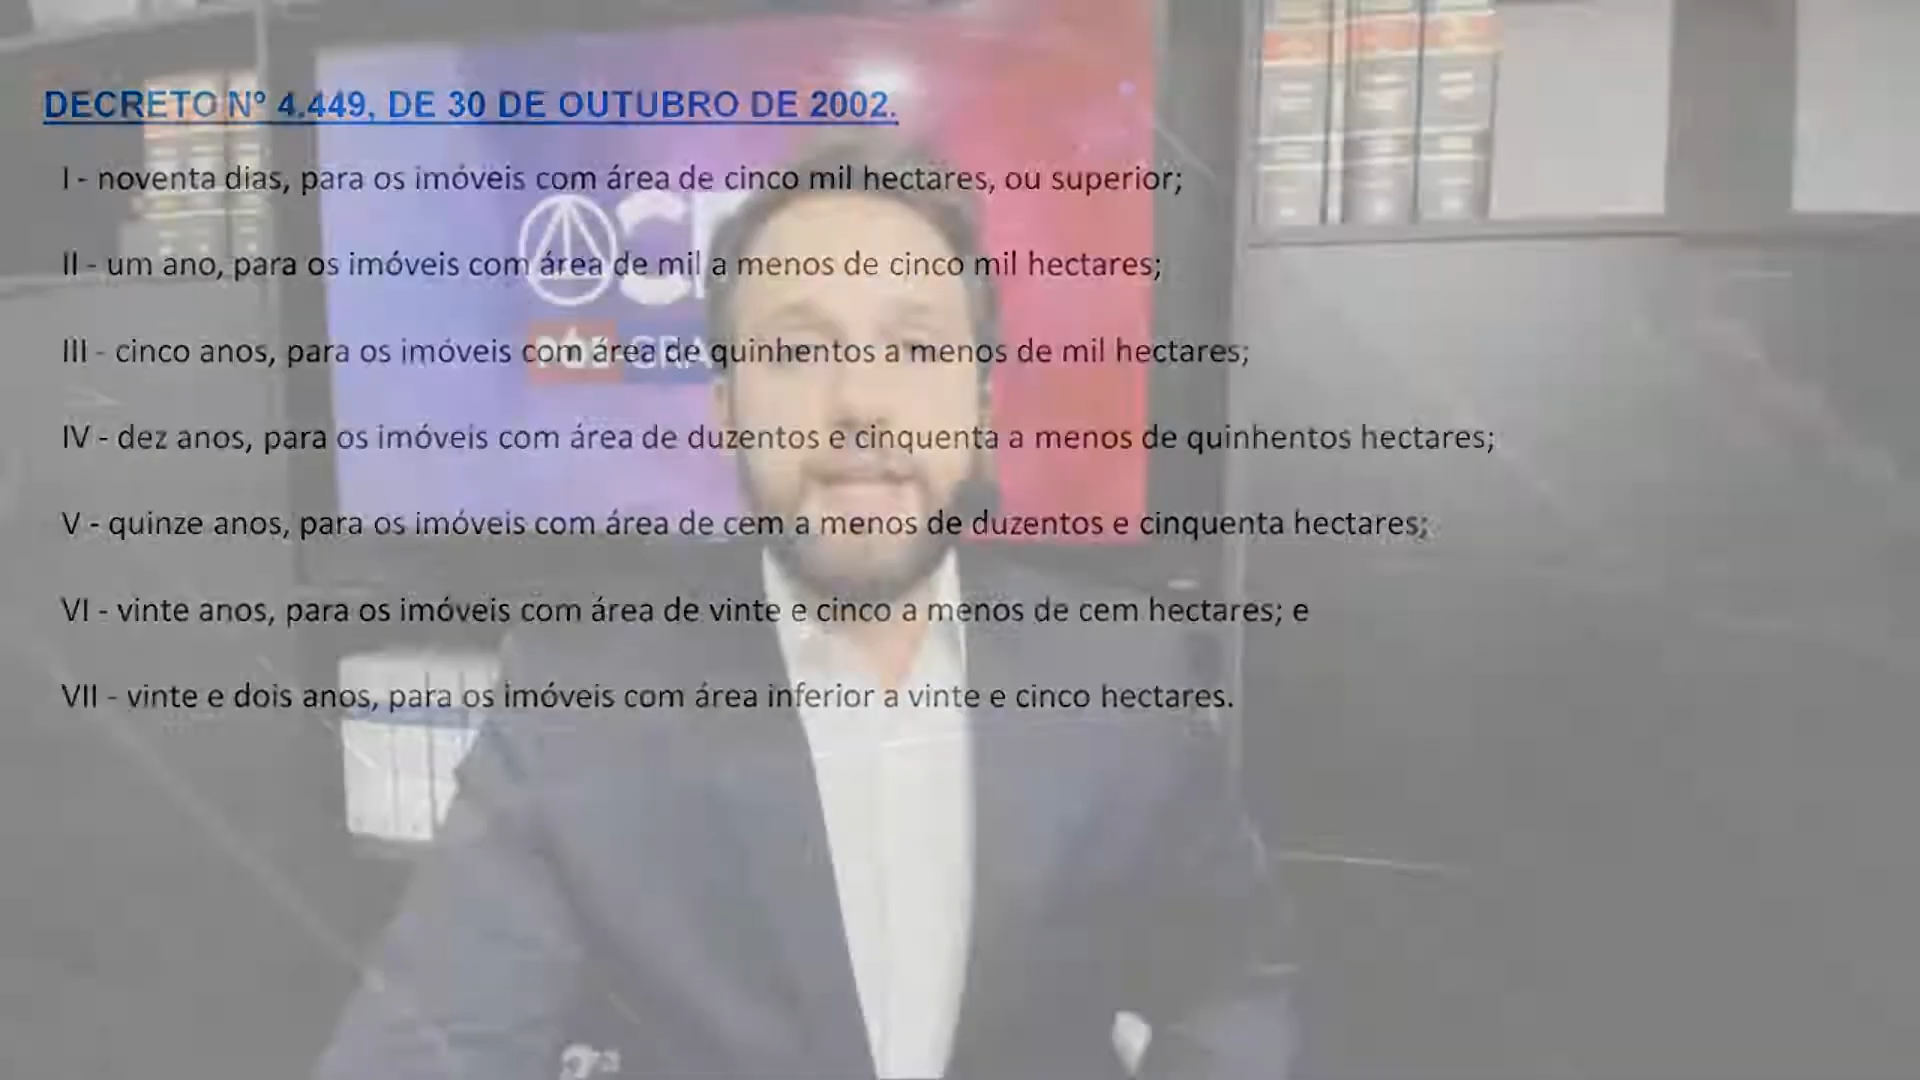 DECRETO Nº 4.449, DE 30 DE OUTUBRO DE 2002.
I - noventa dias, para os imóveis com área de cinco mil hectares, ou superior;
II - um ano, para os imóveis com área de mil a menos de cinco mil hectares;
III - cinco anos, para os imóveis com área de quinhentos a menos de mil hectares;
IV - dez anos, para os imóveis com área de duzentos e cinquenta a menos de quinhentos hectares;
V - quinze anos, para os imóveis com área de cem a menos de duzentos e cinquenta hectares;
VI - vinte anos, para os imóveis com área de vinte e cinco a menos de cem hectares; e
VII - vinte e dois anos, para os imóveis com área inferior a vinte e cinco hectares.